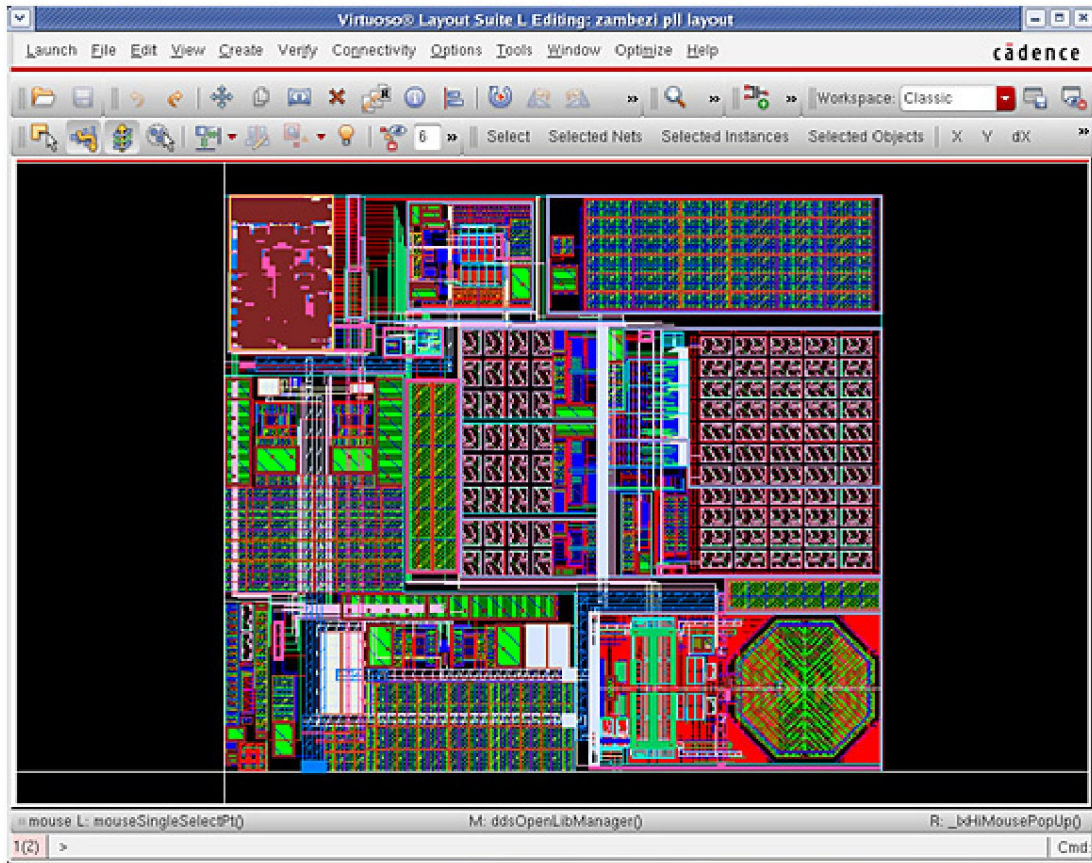 Virtuoso® Layout Suite L Editing: zambezi pll layout
Launch File Edit View Create Verify Connectivity Options Tools Window Optimize Help cādence
R » » » Workspace: Classic
6 » Select Selected Nets Selected Instances Selected Objects X Y dX »
mouse L: mouseSingleSelectPt() M: ddsOpenLibManager() R: _lxHiMousePopUp()
1(2) > Cmd: